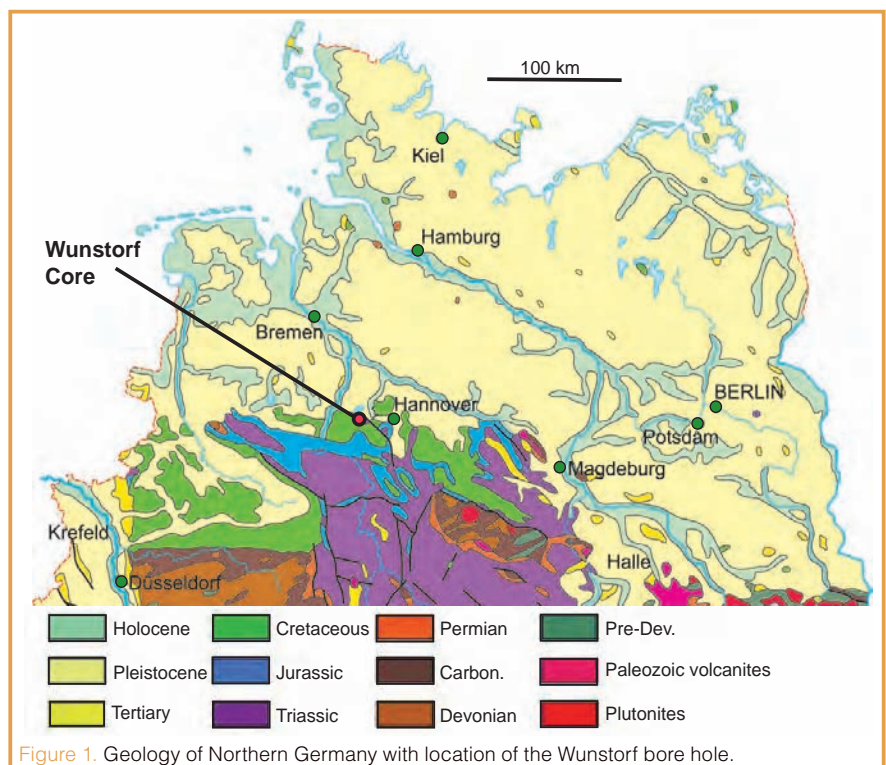 100 km
Kiel
Hamburg
Wunstorf
Core
Bremen
Hannover
BERLIN
Potsdam
Magdeburg
Krefeld
Halle
Düsseldorf
Holocene
Cretaceous
Permian
Pre-Dev.
Pleistocene
Jurassic
Carbon.
Paleozoic volcanites
Tertiary
Triassic
Devonian
Plutonites
Figure 1. Geology of Northern Germany with location of the Wunstorf bore hole.